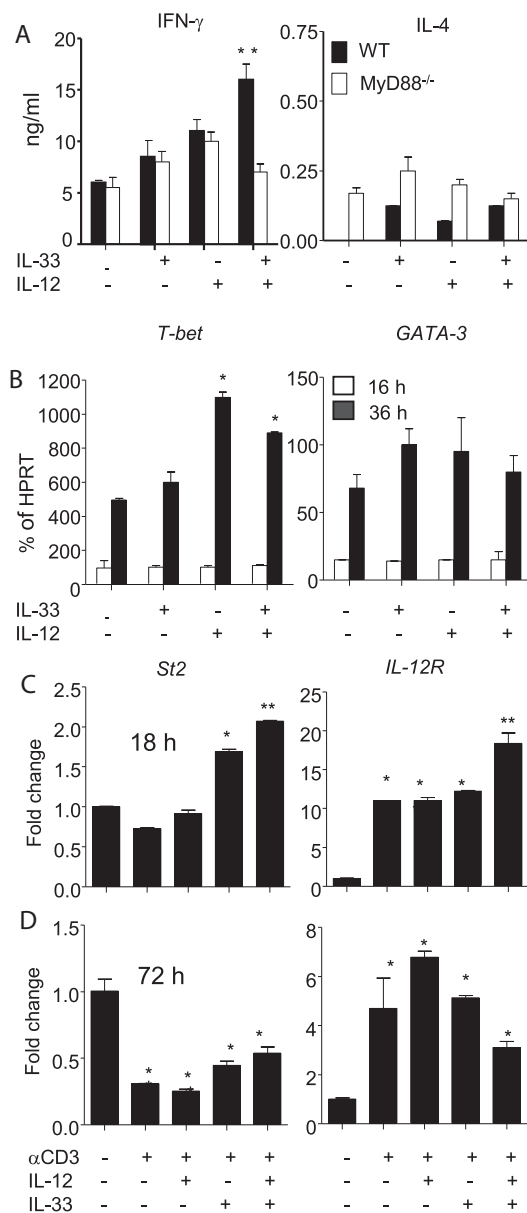 A
IFN-γ
IL-4
ng/ml
20
15
10
5
0
* *
0.75
0.50
0.25
0.00
WT
MyD88-/-
IL-33 - + - + - + - +
IL-12 - - + + - - + +
T-bet
GATA-3
B
% of HPRT
1200
1000
800
600
400
200
0
*
*
150
100
50
0
16 h
36 h
IL-33 - + - + - + - +
IL-12 - - + + - - + +
St2
IL-12R
C
Fold change
2.5
2.0
1.5
1.0
0.5
0.0
18 h
*
**
25
20
15
10
5
0
*
*
*
**
D
Fold change
1.5
1.0
0.5
0.0
72 h
*
*
*
*
8
6
4
2
0
*
*
*
*
αCD3 - + + + + - + + + +
IL-12 - - + - + - - + - +
IL-33 - - - + + - - - + +